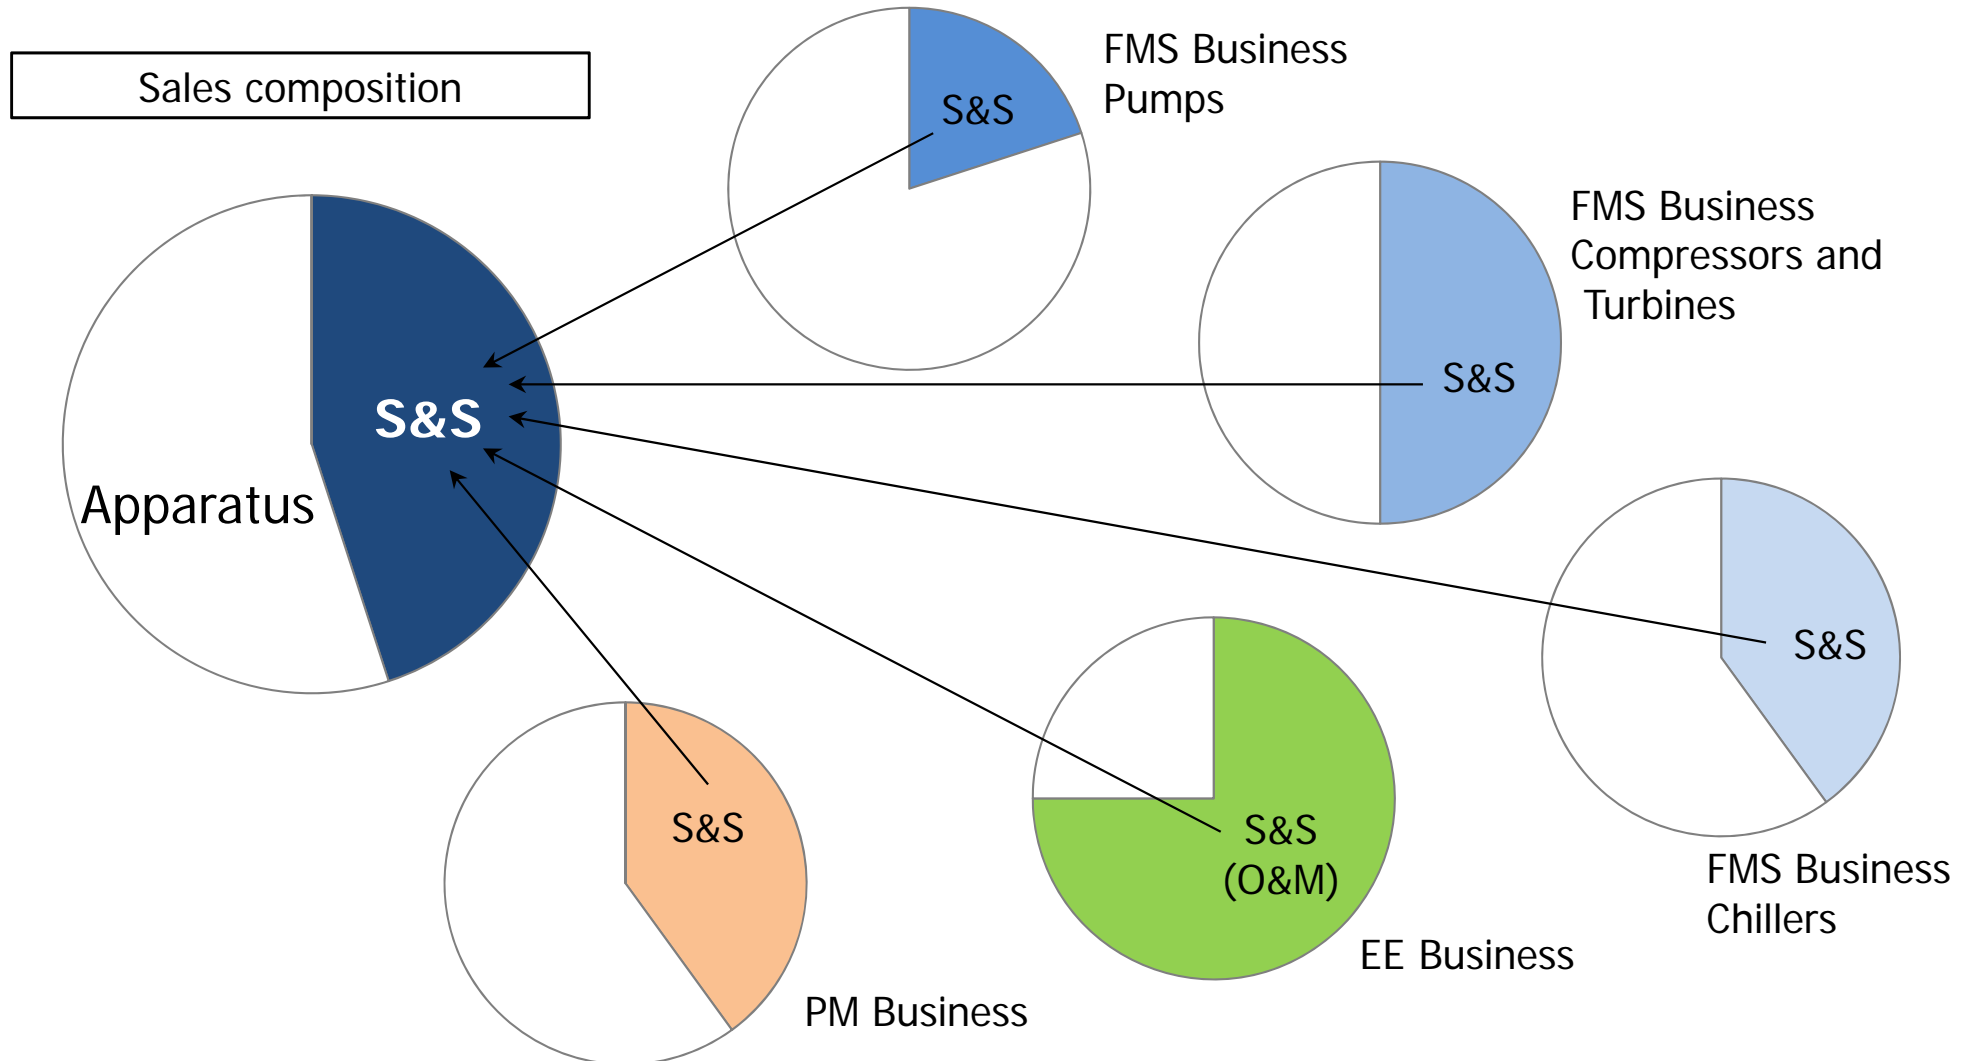 Sales composition
S&S
FMS Business
Pumps
FMS Business
Compressors and
Turbines
S&S
S&S
Apparatus
S&S
FMS Business
Chillers
S&S
(O&M)
EE Business
S&S
PM Business